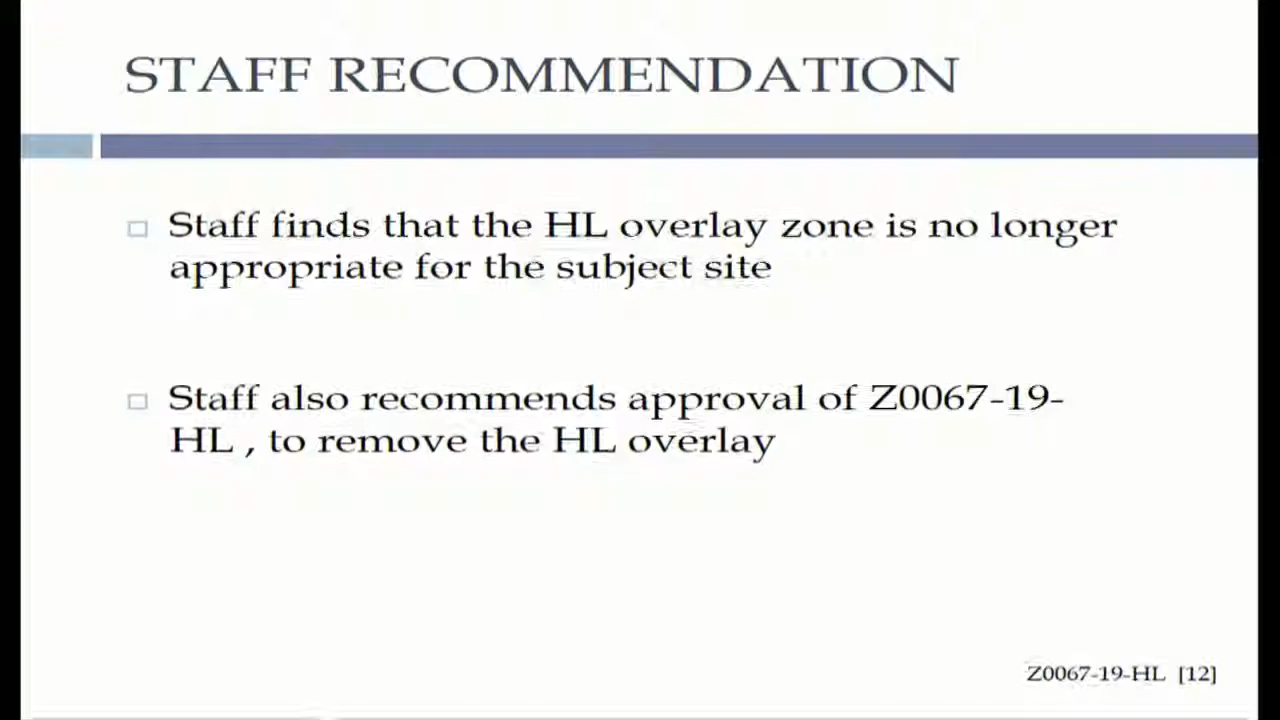 STAFF RECOMMENDATION
Staff finds that the HL overlay zone is no longer
appropriate for the subject site
Staff also recommends approval of Z0067-19-
HL , to remove the HL overlay
Z0067-19-HL [12]